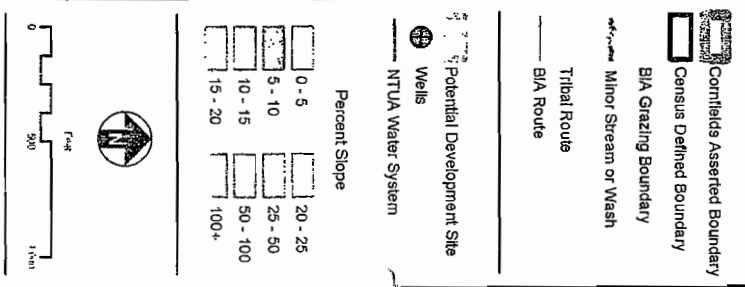 Cornfields Asserted Boundary
Census Defined Boundary
BIA Grazing Boundary
Minor Stream or Wash
Tribal Route
BIA Route
Potential Development Site
Wells
NTUA Water System
Percent Slope
0 - 5
5 - 10
10 - 15
15 - 20
20 - 25
25 - 50
50 - 100
100+
N
0
500
Feet